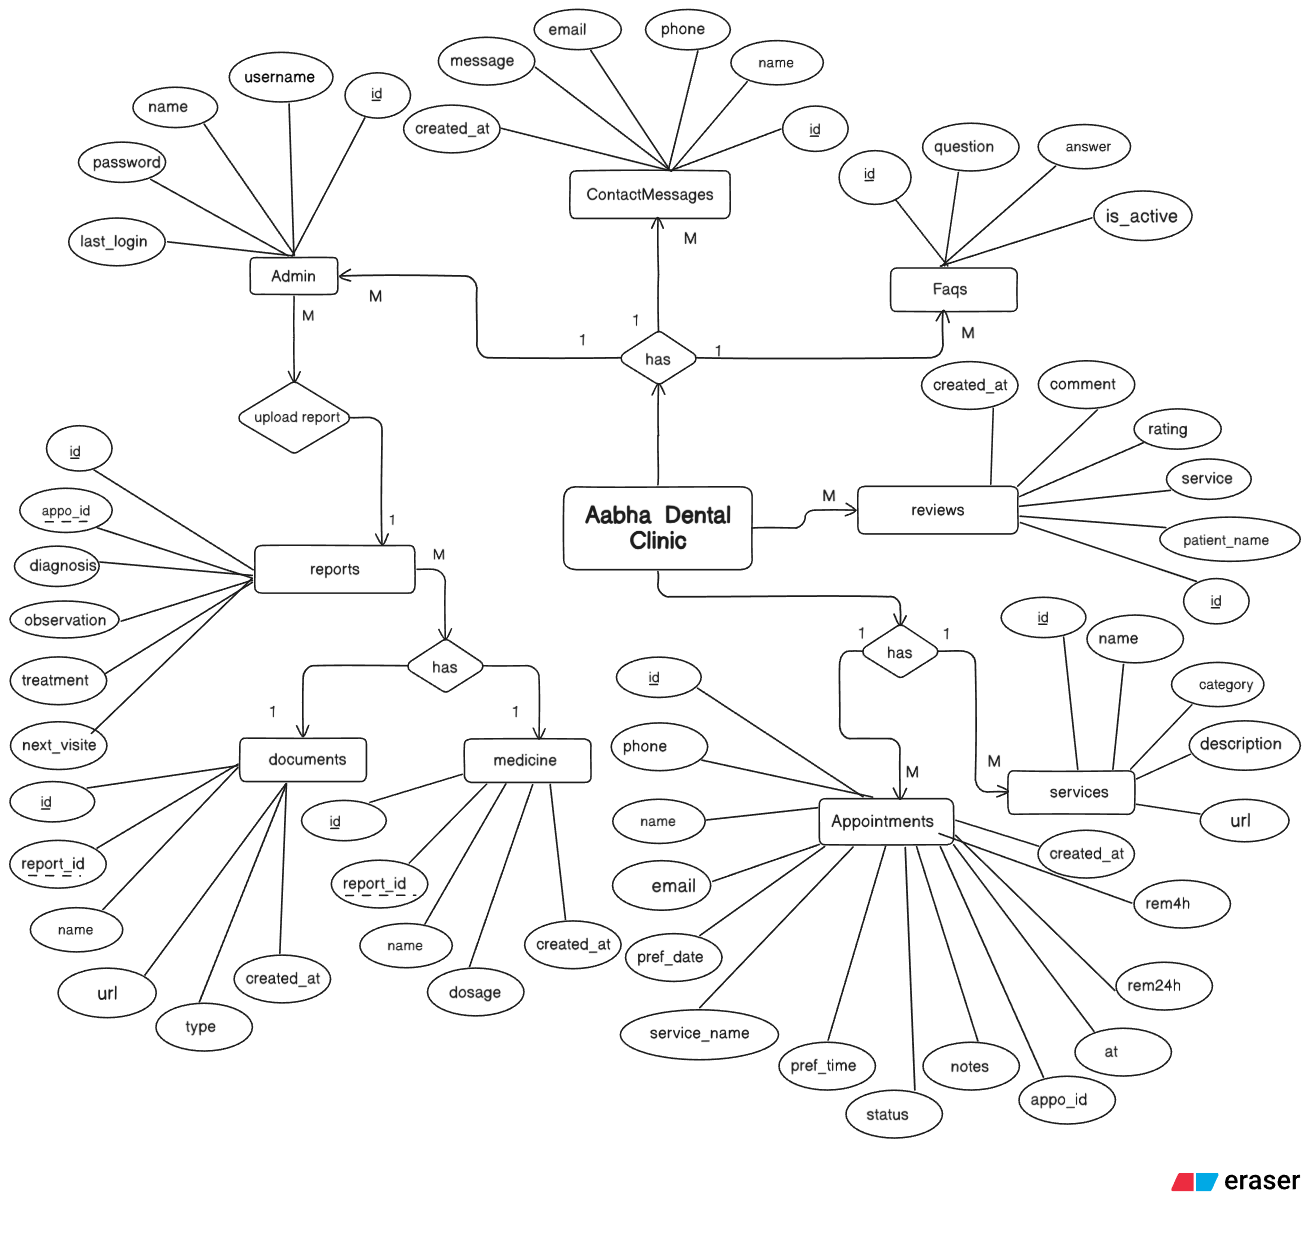 email
phone
message
name
created_at
id
username
id
name
password
last_login
Admin
ContactMessages
question
answer
id
is_active
Faqs
M
M
M
M
1
1
1
has
upload report
1
created_at
comment
rating
service
patient_name
id
reviews
M
Aabha Dental
Clinic
id
appo_id
diagnosis
observation
treatment
next_visite
reports
M
has
1
1
documents
medicine
id
report_id
name
url
type
created_at
id
report_id
name
dosage
created_at
1
has
1
M
M
id
name
category
description
url
services
id
phone
name
email
pref_date
service_name
pref_time
status
notes
appo_id
at
rem24h
rem4h
created_at
Appointments
eraser